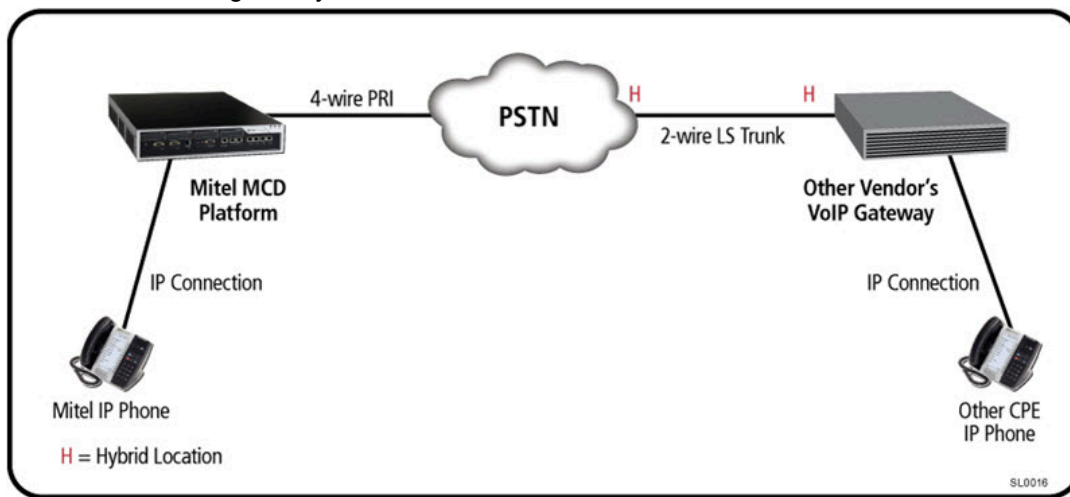 4-wire PRI
PSTN
H
H
2-wire LS Trunk
Mitel MCD
Platform
Other Vendor's
VoIP Gateway
IP Connection
IP Connection
Mitel IP Phone
Other CPE
IP Phone
H = Hybrid Location
SL0016